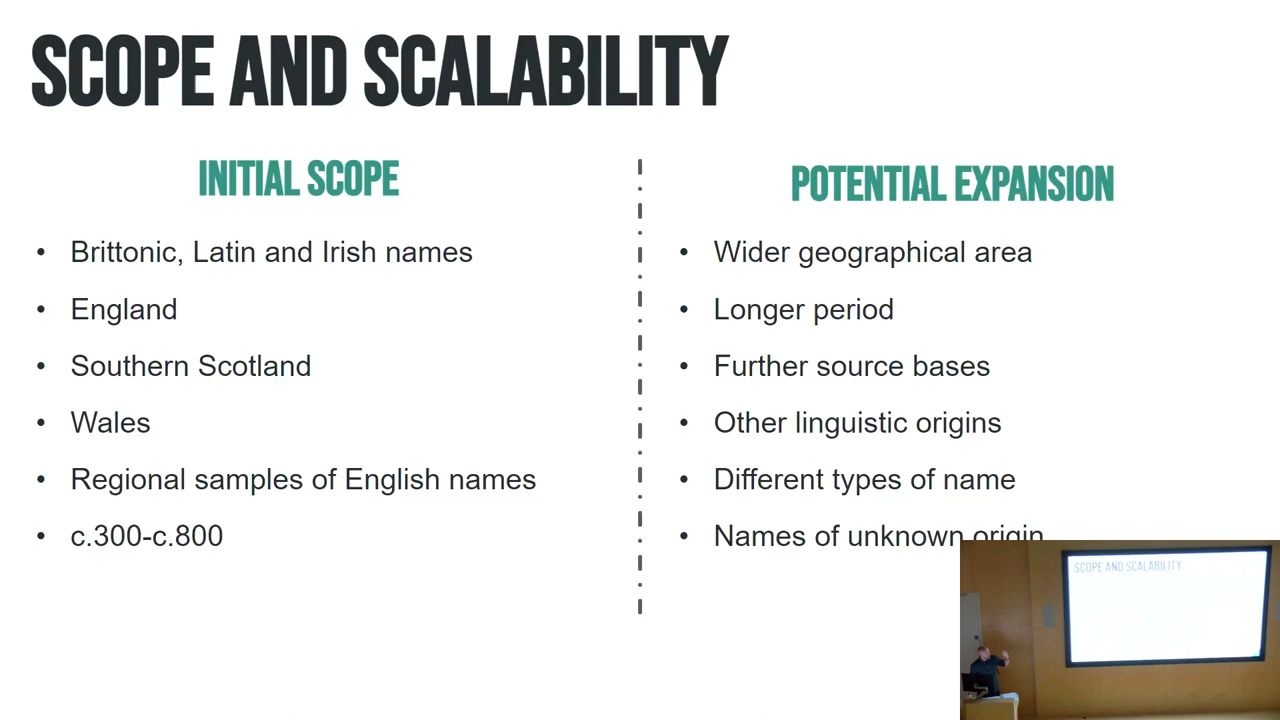 SCOPE AND SCALABILITY
INITIAL SCOPE
• Brittonic, Latin and Irish names
• England
• Southern Scotland
• Wales
• Regional samples of English names
• c.300-c.800
POTENTIAL EXPANSION
• Wider geographical area
• Longer period
• Further source bases
• Other linguistic origins
• Different types of name
• Names of unknown origin
SCOPE AND SCALABILITY